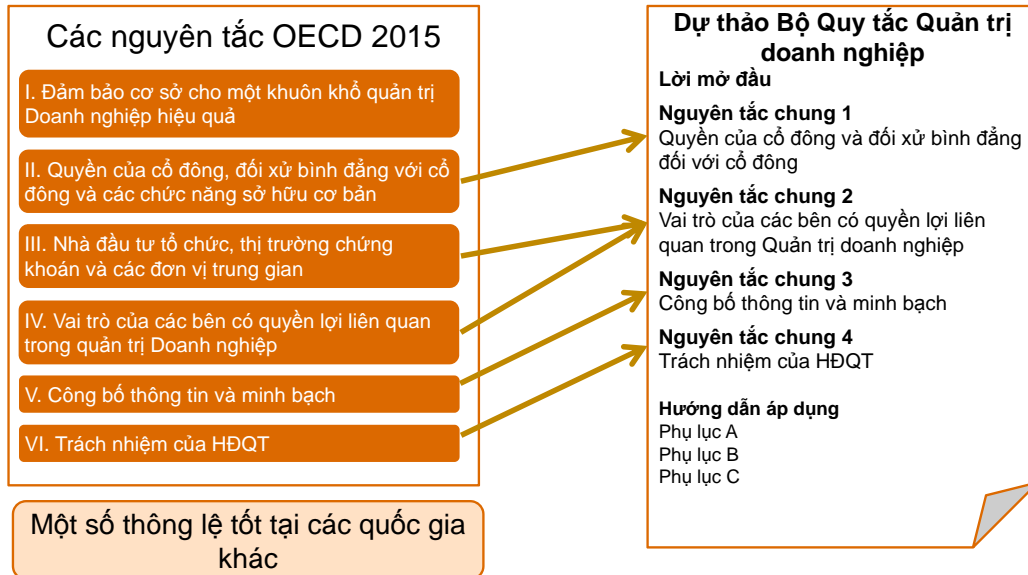 Các nguyên tắc OECD 2015
I. Đảm bảo cơ sở cho một khuôn khổ quản trị
Doanh nghiệp hiệu quả
II. Quyền của cổ đông, đối xử bình đẳng với cổ
đông và các chức năng sở hữu cơ bản
III. Nhà đầu tư tổ chức, thị trường chứng
khoán và các đơn vị trung gian
IV. Vai trò của các bên có quyền lợi liên quan
trong quản trị Doanh nghiệp
V. Công bố thông tin và minh bạch
VI. Trách nhiệm của HĐQT
Một số thông lệ tốt tại các quốc gia
khác
Dự thảo Bộ Quy tắc Quản trị
doanh nghiệp
Lời mở đầu
Nguyên tắc chung 1
Quyền của cổ đông và đối xử bình đẳng
đối với cổ đông
Nguyên tắc chung 2
Vai trò của các bên có quyền lợi liên
quan trong Quản trị doanh nghiệp
Nguyên tắc chung 3
Công bố thông tin và minh bạch
Nguyên tắc chung 4
Trách nhiệm của HĐQT
Hướng dẫn áp dụng
Phụ lục A
Phụ lục B
Phụ lục C